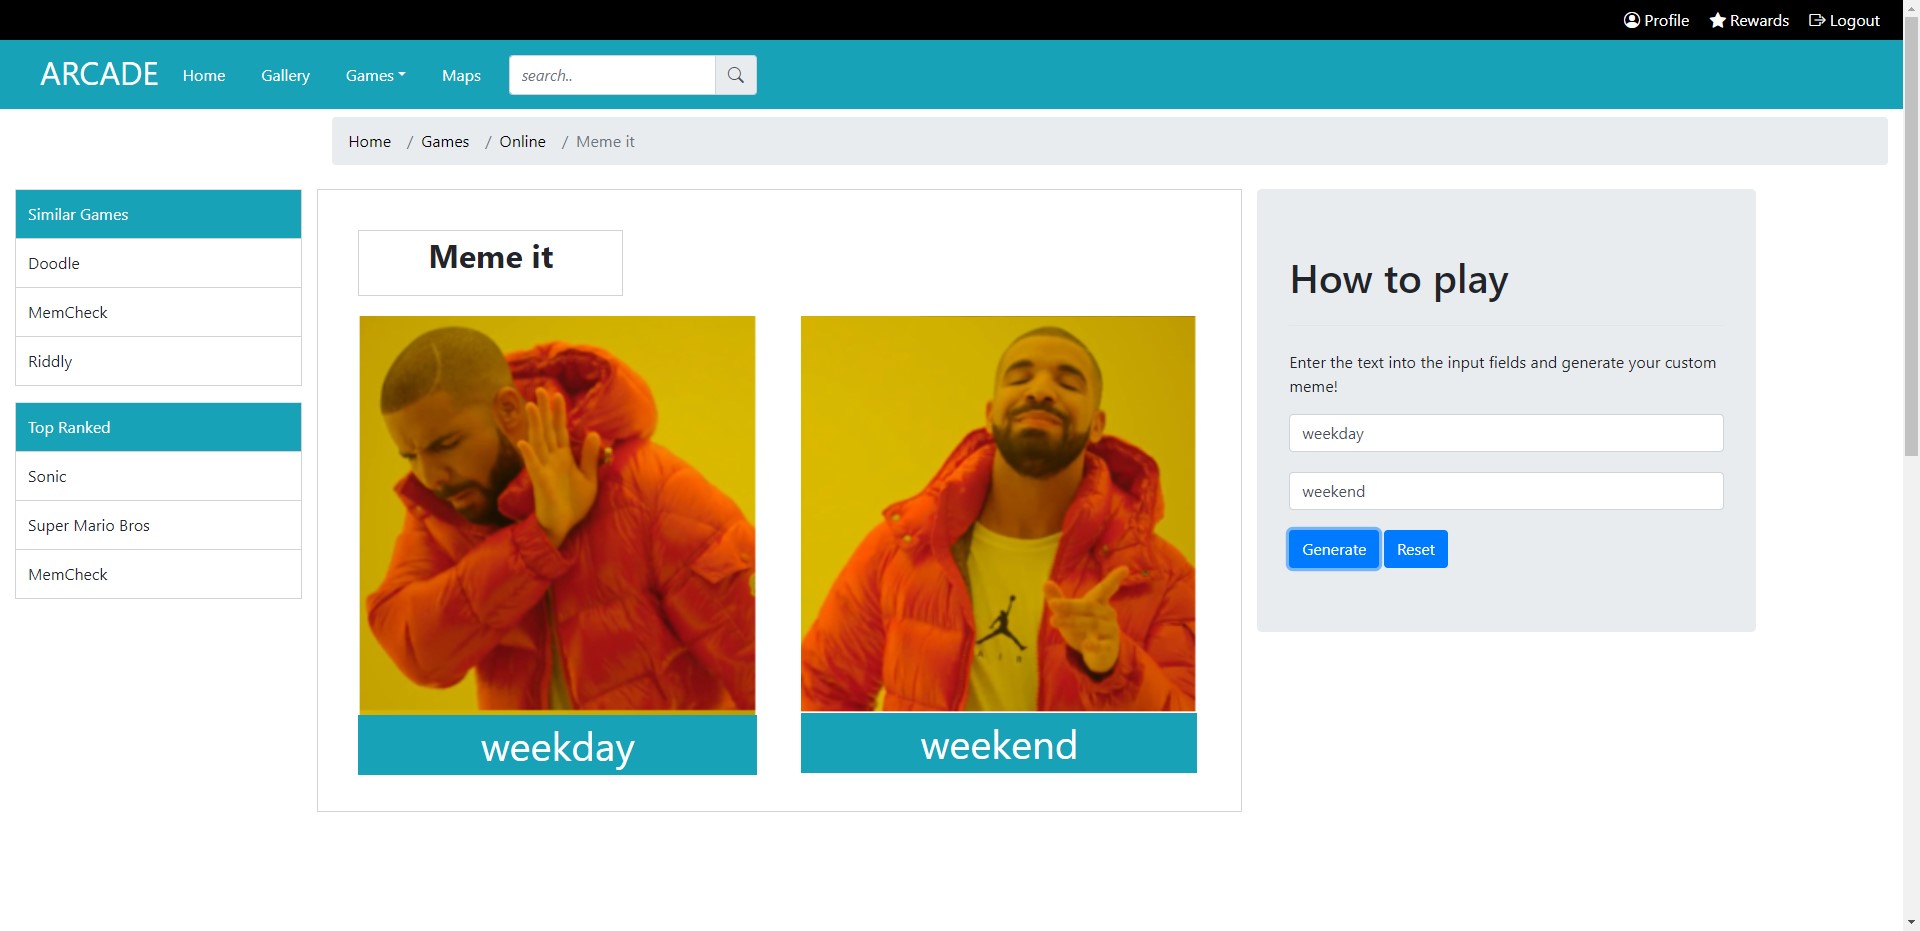 Profile Rewards Logout
ARCADE Home Gallery Games Maps search..
Home / Games / Online / Meme it
Similar Games
Doodle
MemCheck
Riddly
Top Ranked
Sonic
Super Mario Bros
MemCheck
Meme it
AIR
weekday
weekend
How to play
Enter the text into the input fields and generate your custom
meme!
weekday
weekend
Generate Reset